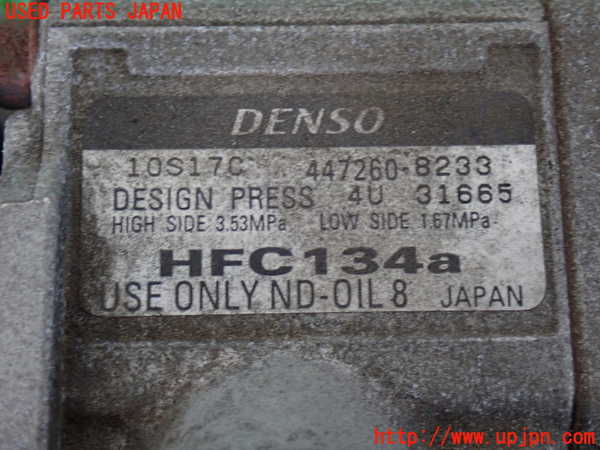 USED PARTS JAPAN
DENSO
10S17C 447260-8233
DESIGN PRESS 4U 31665
HIGH SIDE 3.53MPa LOW SIDE 1.67MPa
HFC134a
USE ONLY ND-OIL 8 JAPAN
http://www.upjpn.com/